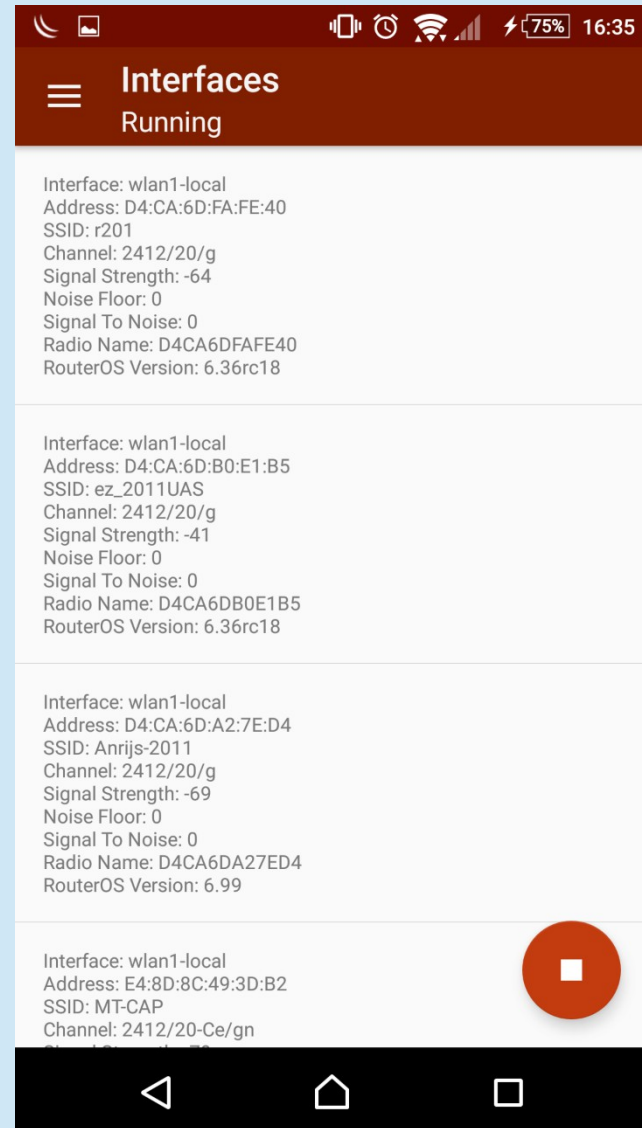 75% 16:35
Interfaces
Running
Interface: wlan1-local
Address: D4:CA:6D:FA:FE:40
SSID: r201
Channel: 2412/20/g
Signal Strength: -64
Noise Floor: 0
Signal To Noise: 0
Radio Name: D4CA6DFAFE40
RouterOS Version: 6.36rc18
Interface: wlan1-local
Address: D4:CA:6D:B0:E1:B5
SSID: ez_2011UAS
Channel: 2412/20/g
Signal Strength: -41
Noise Floor: 0
Signal To Noise: 0
Radio Name: D4CA6DB0E1B5
RouterOS Version: 6.36rc18
Interface: wlan1-local
Address: D4:CA:6D:A2:7E:D4
SSID: Anrijs-2011
Channel: 2412/20/g
Signal Strength: -69
Noise Floor: 0
Signal To Noise: 0
Radio Name: D4CA6DA27ED4
RouterOS Version: 6.99
Interface: wlan1-local
Address: E4:8D:8C:49:3D:B2
SSID: MT-CAP
Channel: 2412/20-Ce/gn